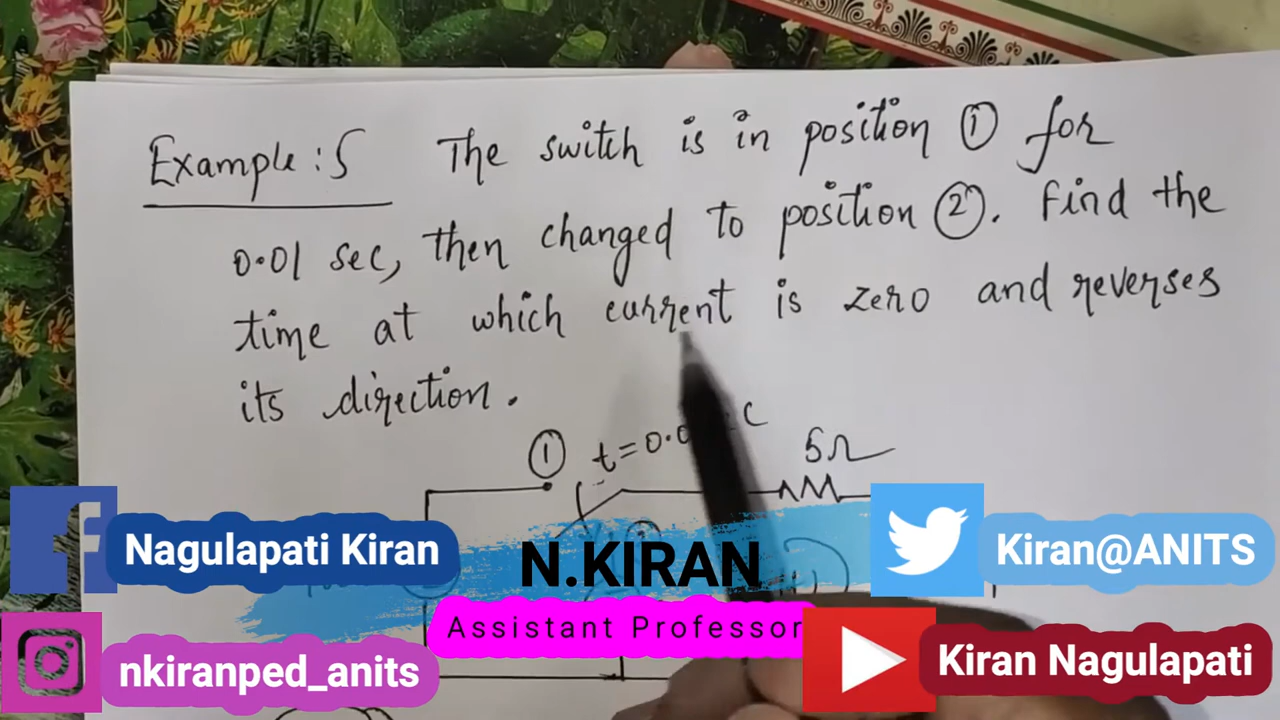 Example : 5 The switch is in position ① for
0.01 sec, then changed to position ②. Find the
time at which current is zero and reverses
its direction.
① t=0.0
5Ω
Nagulapati Kiran
N.KIRAN
Kiran@ANITS
Assistant Professor
nkiranped_anits
Kiran Nagulapati